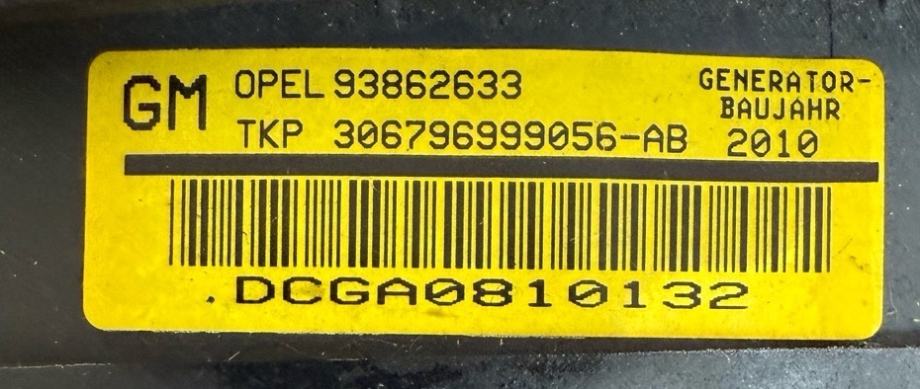 GM OPEL 93862633 GENERATOR-
BAUJAHR
TKP 306796999056-AB 2010
.DCGA0810132